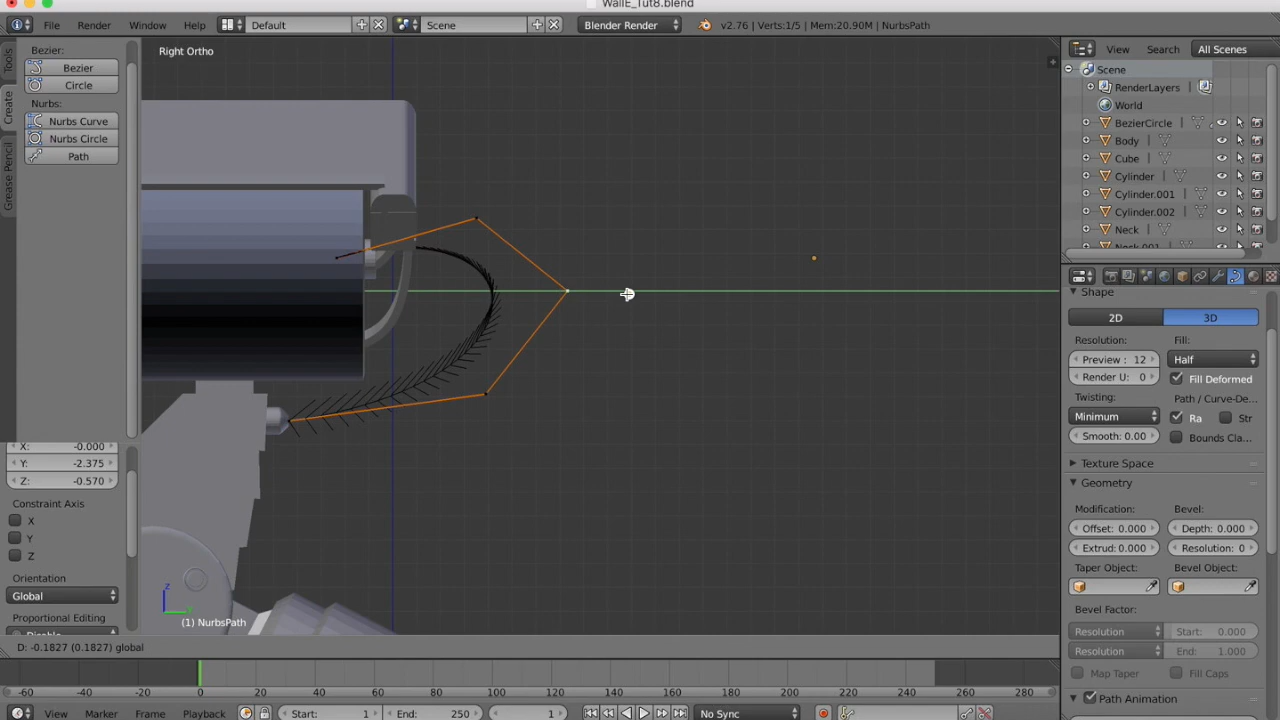 WallE_Tut8.blend
File Render Window Help Default Scene Blender Render v2.76 | Verts:1/5 | Mem:20.90M | NurbsPath
Tools
Create
Grease Pencil
Bezier:
Bezier
Circle
Nurbs:
Nurbs Curve
Nurbs Circle
Path
X: -0.000
Y: -2.375
Z: -0.570
Constraint Axis
X
Y
Z
Orientation
Global
Proportional Editing
Right Ortho
z
(1) NurbsPath
D: -0.1827 (0.1827) global
-60 -40 -20 0 20 40 60 80 100 120 140 160 180 200 220 240 260 280
View Marker Frame Playback Start: 1 End: 250 1 No Sync
View Search All Scenes
Scene
RenderLayers
World
BezierCircle
Body
Cube
Cylinder
Cylinder.001
Cylinder.002
Neck
Neck.001
Shape
2D 3D
Resolution: Fill:
Preview : 12 Half
Render U: 0 Fill Deformed
Twisting: Path / Curve-De...
Minimum Ra Str
Smooth: 0.00 Bounds Cla...
Texture Space
Geometry
Modification: Bevel:
Offset: 0.000 Depth: 0.000
Extrud: 0.000 Resolution: 0
Taper Object: Bevel Object:
Bevel Factor:
Resolution Start: 0.000
Resolution End: 1.000
Map Taper Fill Caps
Path Animation